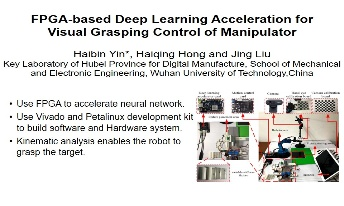 FPGA-based Deep Learning Acceleration for
Visual Grasping Control of Manipulator
Haibin Yin*, Haiqing Hong and Jing Liu
Key Laboratory of Hubei Province for Digital Manufacture, School of Mechanical
and Electronic Engineering, Wuhan University of Technology,China
• Use FPGA to accelerate neural network.
• Use Vivado and Petalinux development kit
to build software and Hardware system.
• Kinematic analysis enables the robot to
grasp the target.